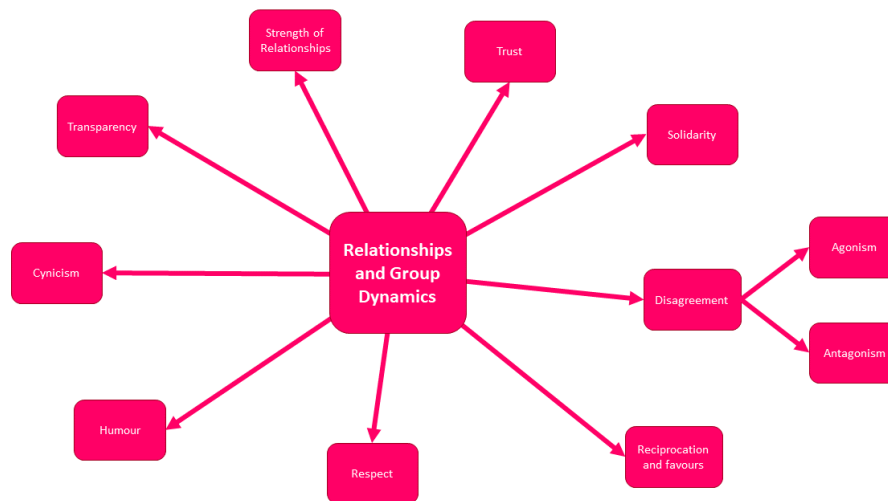 Strength of
Relationships
Trust
Transparency
Solidarity
Relationships
and Group
Dynamics
Agonism
Cynicism
Disagreement
Antagonism
Humour
Respect
Reciprocation
and favours